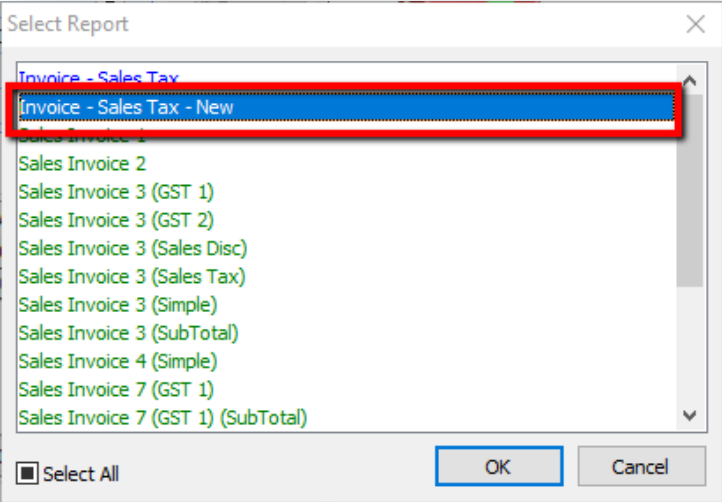 Select Report
Invoice - Sales Tax
Invoice - Sales Tax - New
Sales Invoice 1
Sales Invoice 2
Sales Invoice 3 (GST 1)
Sales Invoice 3 (GST 2)
Sales Invoice 3 (Sales Disc)
Sales Invoice 3 (Sales Tax)
Sales Invoice 3 (Simple)
Sales Invoice 3 (SubTotal)
Sales Invoice 4 (Simple)
Sales Invoice 7 (GST 1)
Sales Invoice 7 (GST 1) (SubTotal)
Select All
OK
Cancel